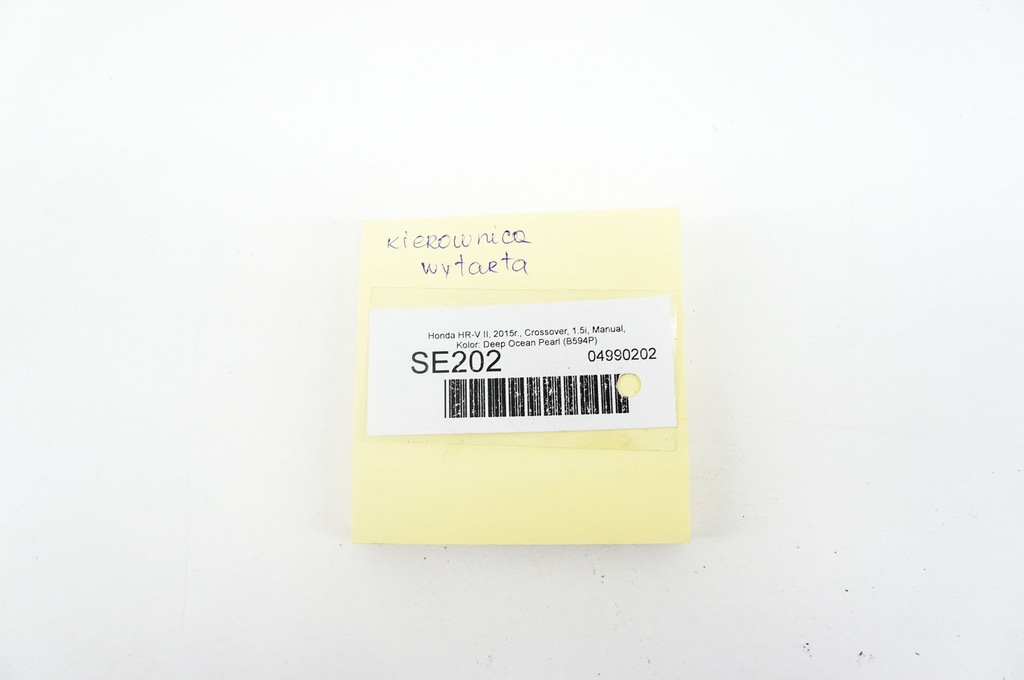 kierownica
wytarta
Honda HR-V II, 2015r., Crossover, 1.5i, Manual,
Kolor: Deep Ocean Pearl (B594P)
SE202 04990202